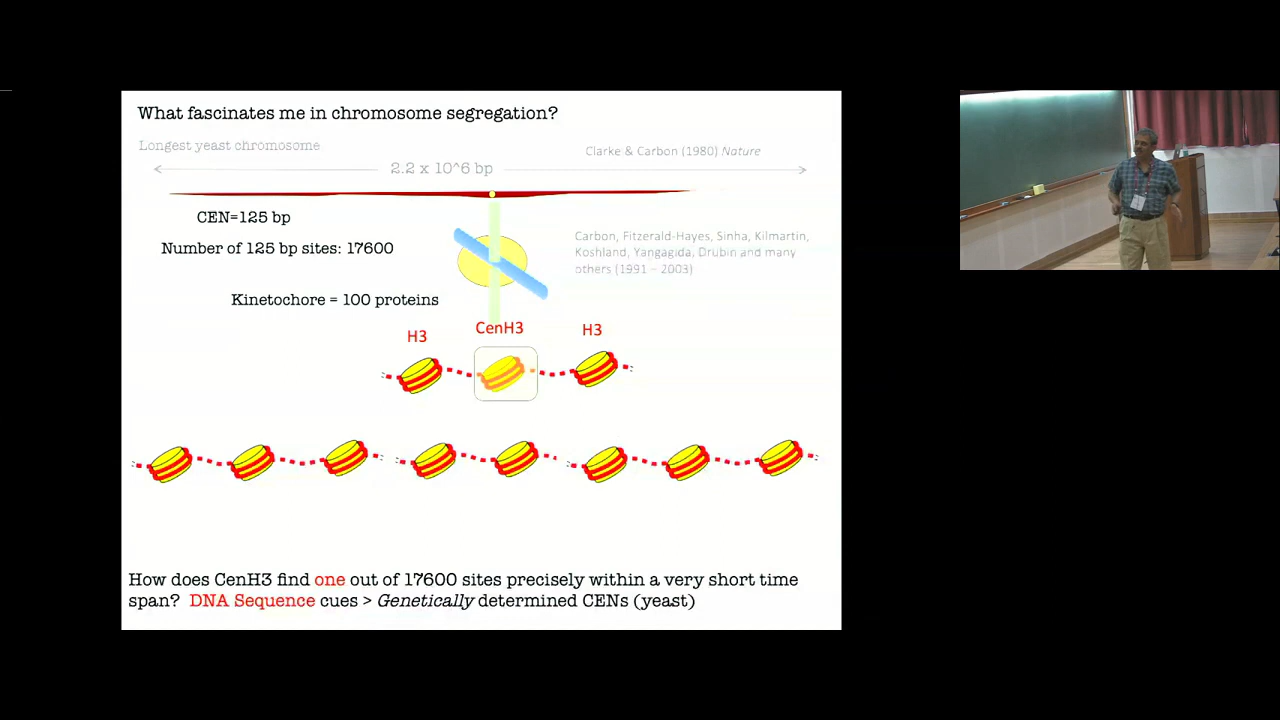 What fascinates me in chromosome segregation?
Longest yeast chromosome
Clarke & Carbon (1980) Nature
2.2 x 10^6 bp
CEN=125 bp
Number of 125 bp sites: 17600
Carbon, Fitzerald-Hayes, Sinha, Kilmartin,
Koshland, Yangagida, Drubin and many
others (1991 – 2003)
Kinetochore = 100 proteins
H3
CenH3
H3
How does CenH3 find one out of 17600 sites precisely within a very short time
span? DNA Sequence cues > Genetically determined CENs (yeast)